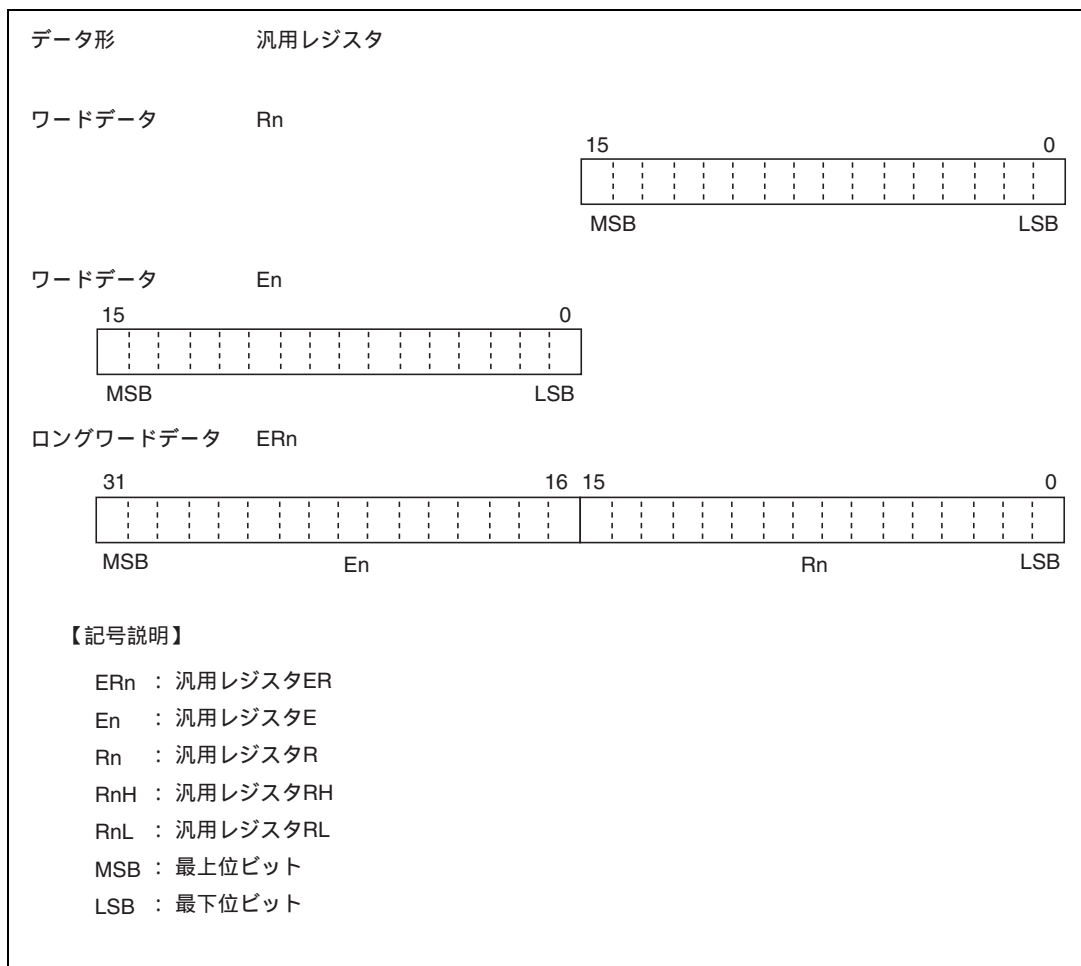 データ形 汎用レジスタ
ワードデータ Rn
15 0
MSB LSB
ワードデータ En
15 0
MSB LSB
ロングワードデータ ERn
31 16 15 0
MSB En Rn LSB
【記号説明】
ERn : 汎用レジスタER
En : 汎用レジスタE
Rn : 汎用レジスタR
RnH : 汎用レジスタRH
RnL : 汎用レジスタRL
MSB : 最上位ビット
LSB : 最下位ビット